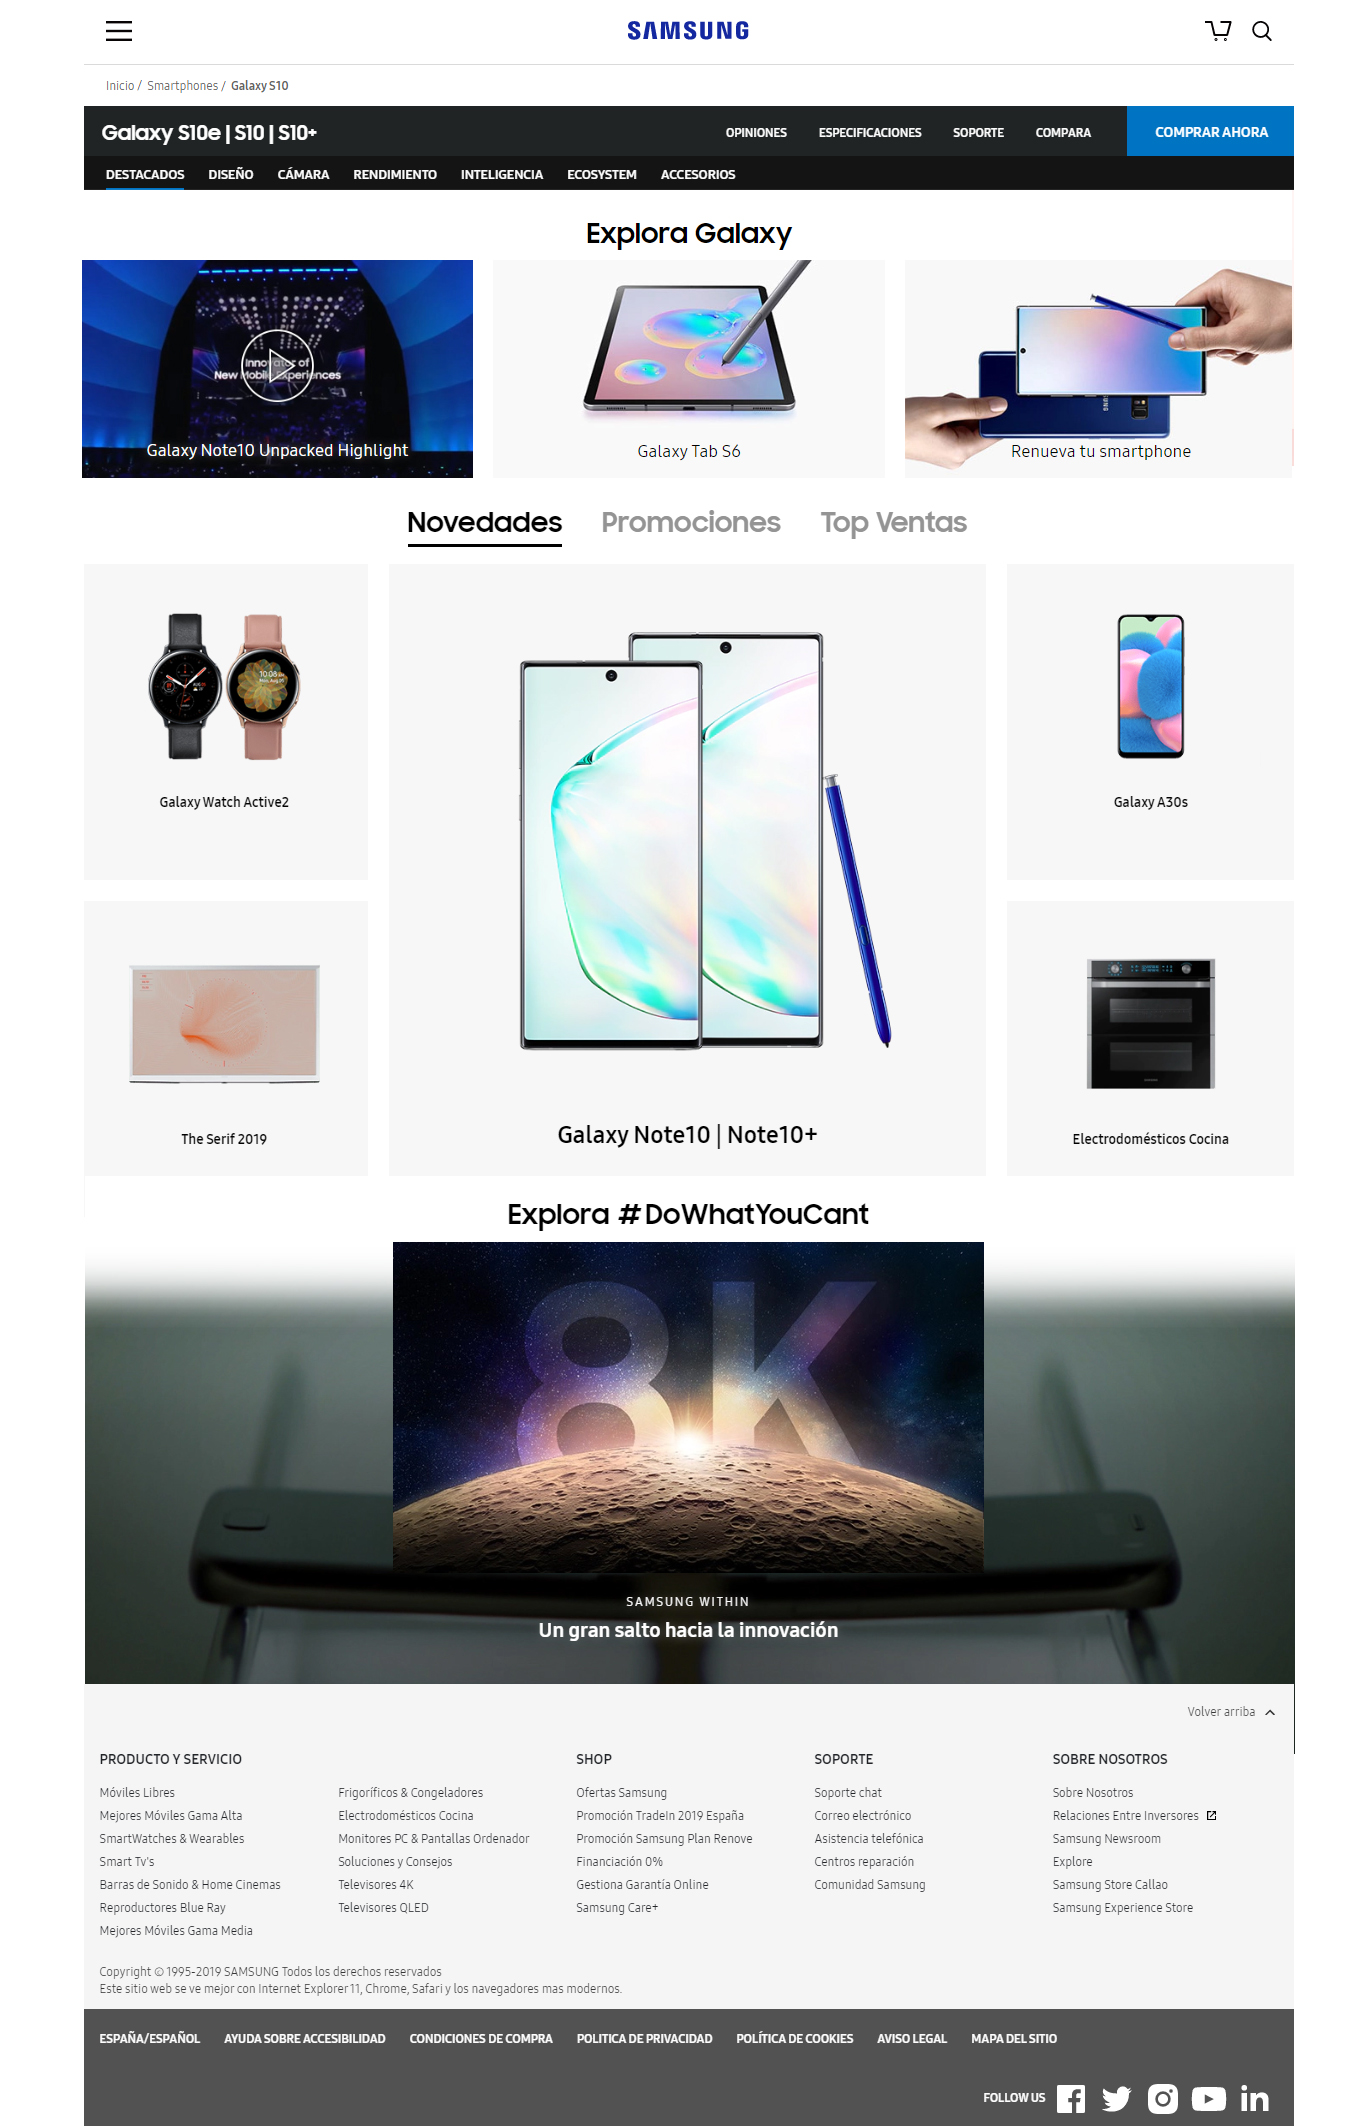 SAMSUNG
Inicio / Smartphones / Galaxy S10
Galaxy S10e | S10 | S10+
OPINIONES ESPECIFICACIONES SOPORTE COMPARA COMPRAR AHORA
DESTACADOS DISEÑO CÁMARA RENDIMIENTO INTELIGENCIA ECOSYSTEM ACCESORIOS
Explora Galaxy
Innovator of
New Mobile Experiences
Galaxy Note10 Unpacked Highlight
Galaxy Tab S6
Renueva tu smartphone
Novedades Promociones Top Ventas
10:08
Galaxy Watch Active2
Galaxy A30s
The Serif 2019
Galaxy Note10 | Note10+
Electrodomésticos Cocina
Explora #DoWhatYouCant
8K
SAMSUNG WITHIN
Un gran salto hacia la innovación
Volver arriba
PRODUCTO Y SERVICIO
Móviles Libres
Mejores Móviles Gama Alta
SmartWatches & Wearables
Smart Tv's
Barras de Sonido & Home Cinemas
Reproductores Blue Ray
Mejores Móviles Gama Media
Frigoríficos & Congeladores
Electrodomésticos Cocina
Monitores PC & Pantallas Ordenador
Soluciones y Consejos
Televisores 4K
Televisores QLED
SHOP
Ofertas Samsung
Promoción TradeIn 2019 España
Promoción Samsung Plan Renove
Financiación 0%
Gestiona Garantía Online
Samsung Care+
SOPORTE
Soporte chat
Correo electrónico
Asistencia telefónica
Centros reparación
Comunidad Samsung
SOBRE NOSOTROS
Sobre Nosotros
Relaciones Entre Inversores
Samsung Newsroom
Explore
Samsung Store Callao
Samsung Experience Store
Copyright © 1995-2019 SAMSUNG Todos los derechos reservados
Este sitio web se ve mejor con Internet Explorer 11, Chrome, Safari y los navegadores mas modernos.
ESPAÑA/ESPAÑOL AYUDA SOBRE ACCESIBILIDAD CONDICIONES DE COMPRA POLITICA DE PRIVACIDAD POLÍTICA DE COOKIES AVISO LEGAL MAPA DEL SITIO
FOLLOW US